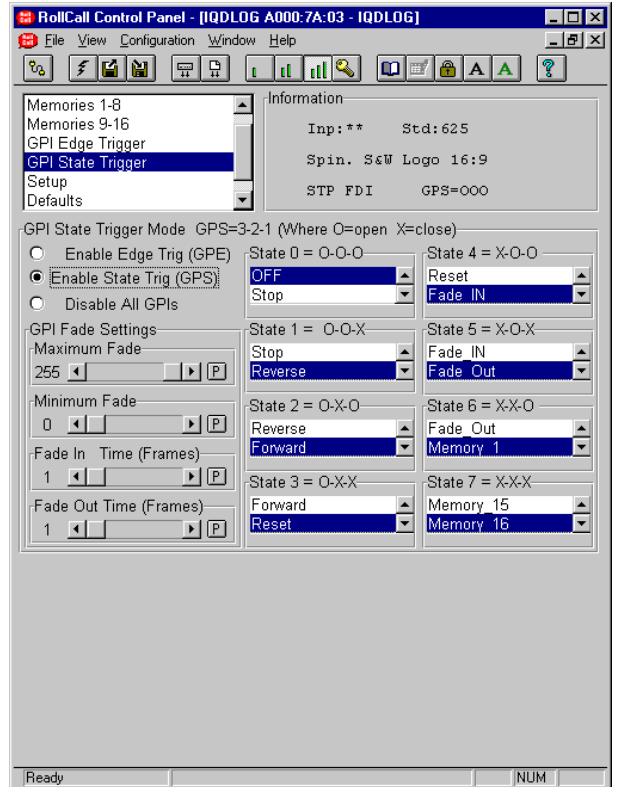 RollCall Control Panel - [IQDLOG A000:7A:03 - IQDLOG]
File View Configuration Window Help
Memories 1-8
Memories 9-16
GPI Edge Trigger
GPI State Trigger
Setup
Defaults
Information
Inp:** Std:625
Spin. S&W Logo 16:9
STP FDI GPS=OOO
GPI State Trigger Mode GPS=3-2-1 (Where O=open X=close)
Enable Edge Trig (GPE)
Enable State Trig (GPS)
Disable All GPIs
GPI Fade Settings
Maximum Fade
255 P
Minimum Fade
0 P
Fade In Time (Frames)
1 P
Fade Out Time (Frames)
1 P
State 0 = O-O-O
OFF
Stop
State 1 = O-O-X
Stop
Reverse
State 2 = O-X-O
Reverse
Forward
State 3 = O-X-X
Forward
Reset
State 4 = X-O-O
Reset
Fade_IN
State 5 = X-O-X
Fade_IN
Fade_Out
State 6 = X-X-O
Fade_Out
Memory_1
State 7 = X-X-X
Memory_15
Memory_16
Ready NUM